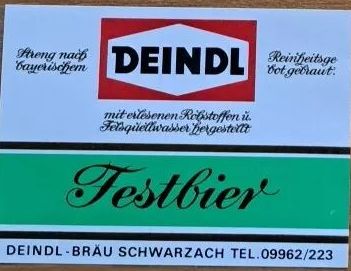 Streng nach
bayerischem
DEINDL
Reinheitsge
bot gebraut.
mit erlesenen Rohstoffen u.
Felsquellwasser hergestellt
Festbier
DEINDL-BRÄU SCHWARZACH TEL. 09962/223